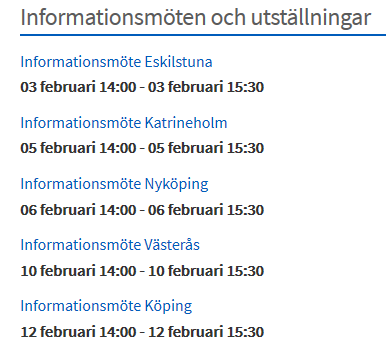 Informationsmöten och utställningar
Informationsmöte Eskilstuna
03 februari 14:00 - 03 februari 15:30
Informationsmöte Katrineholm
05 februari 14:00 - 05 februari 15:30
Informationsmöte Nyköping
06 februari 14:00 - 06 februari 15:30
Informationsmöte Västerås
10 februari 14:00 - 10 februari 15:30
Informationsmöte Köping
12 februari 14:00 - 12 februari 15:30